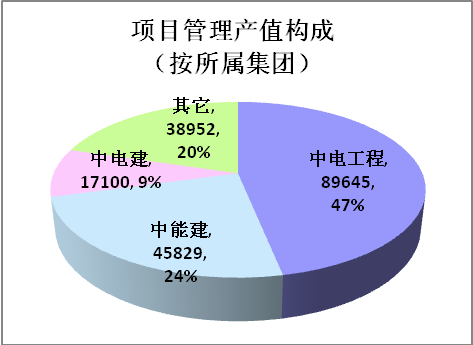 项目管理产值构成
（按所属集团）
其它,
38952,
20%
中电建,
17100, 9%
中电工程,
89645,
47%
中能建,
45829,
24%